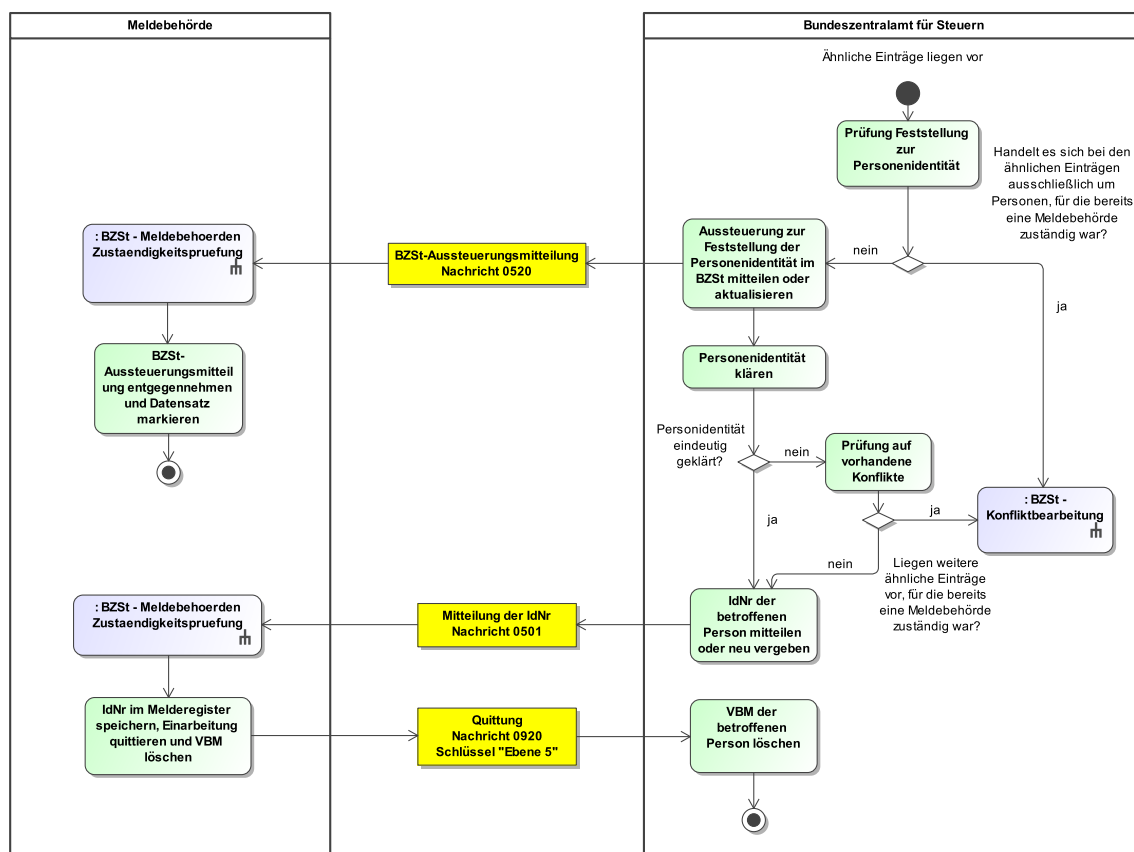 Meldebehörde
Bundeszentralamt für Steuern
Ähnliche Einträge liegen vor
Prüfung Feststellung
zur
Personenidentität
Handelt es sich bei den
ähnlichen Einträgen
ausschließlich um
Personen, für die bereits
eine Meldebehörde
zuständig war?
nein
ja
Aussteuerung zur
Feststellung der
Personenidentität im
BZSt mitteilen oder
aktualisieren
BZSt-Aussteuerungsmitteilung
Nachricht 0520
: BZSt - Meldebehoerden
Zustaendigkeitspruefung
BZSt-
Aussteuerungsmitteil
ung entgegennehmen
und Datensatz
markieren
Personenidentität
klären
Personidentität
eindeutig
geklärt?
nein
Prüfung auf
vorhandene
Konflikte
ja
: BZSt -
Konfliktbearbeitung
ja
nein
Liegen weitere
ähnliche Einträge
vor, für die bereits
eine Meldebehörde
zuständig war?
IdNr der
betroffenen
Person mitteilen
oder neu vergeben
Mitteilung der IdNr
Nachricht 0501
: BZSt - Meldebehoerden
Zustaendigkeitspruefung
IdNr im Melderegister
speichern, Einarbeitung
quittieren und VBM
löschen
Quittung
Nachricht 0920
Schlüssel "Ebene 5"
VBM der
betroffenen
Person löschen